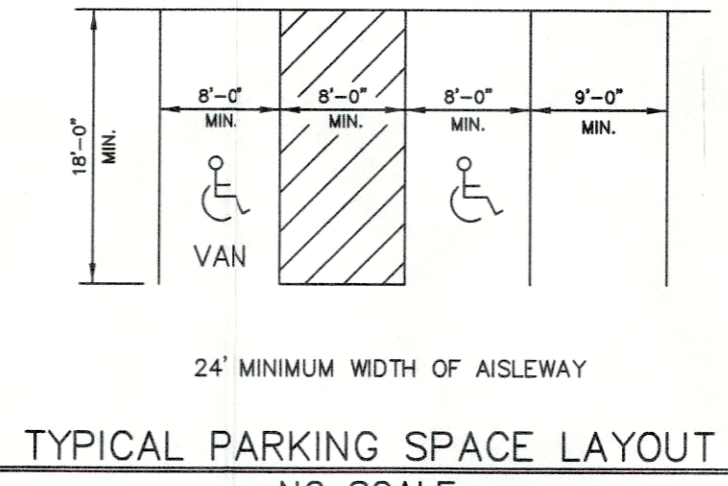 8'-0" 8'-0" 8'-0" 9'-0"
MIN. MIN. MIN. MIN.
18'-0"
MIN.
VAN
24' MINIMUM WIDTH OF AISLEWAY
TYPICAL PARKING SPACE LAYOUT
NO SCALE